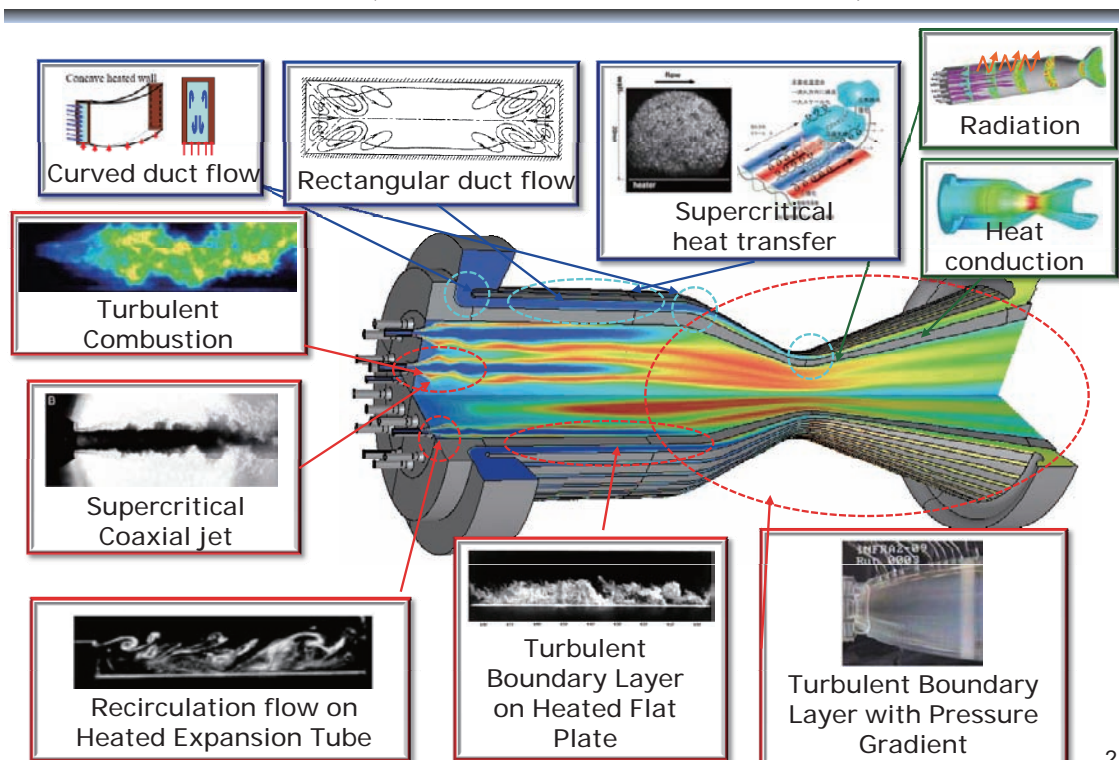 Concave heated wall
Curved duct flow
Rectangular duct flow
flow
heater
Supercritical
heat transfer
Radiation
Heat
conduction
Turbulent
Combustion
B
Supercritical
Coaxial jet
Recirculation flow on
Heated Expansion Tube
Turbulent
Boundary Layer
on Heated Flat
Plate
Run 0003
Turbulent Boundary
Layer with Pressure
Gradient
2